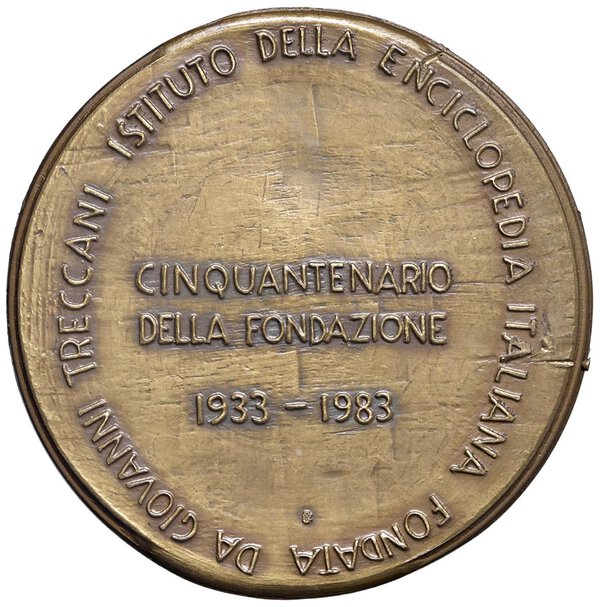 ISTITUTO DELLA ENCICLOPEDIA ITALIANA FONDATA DA GIOVANNI TRECCANI
CINQUANTENARIO
DELLA FONDAZIONE
1933 - 1983